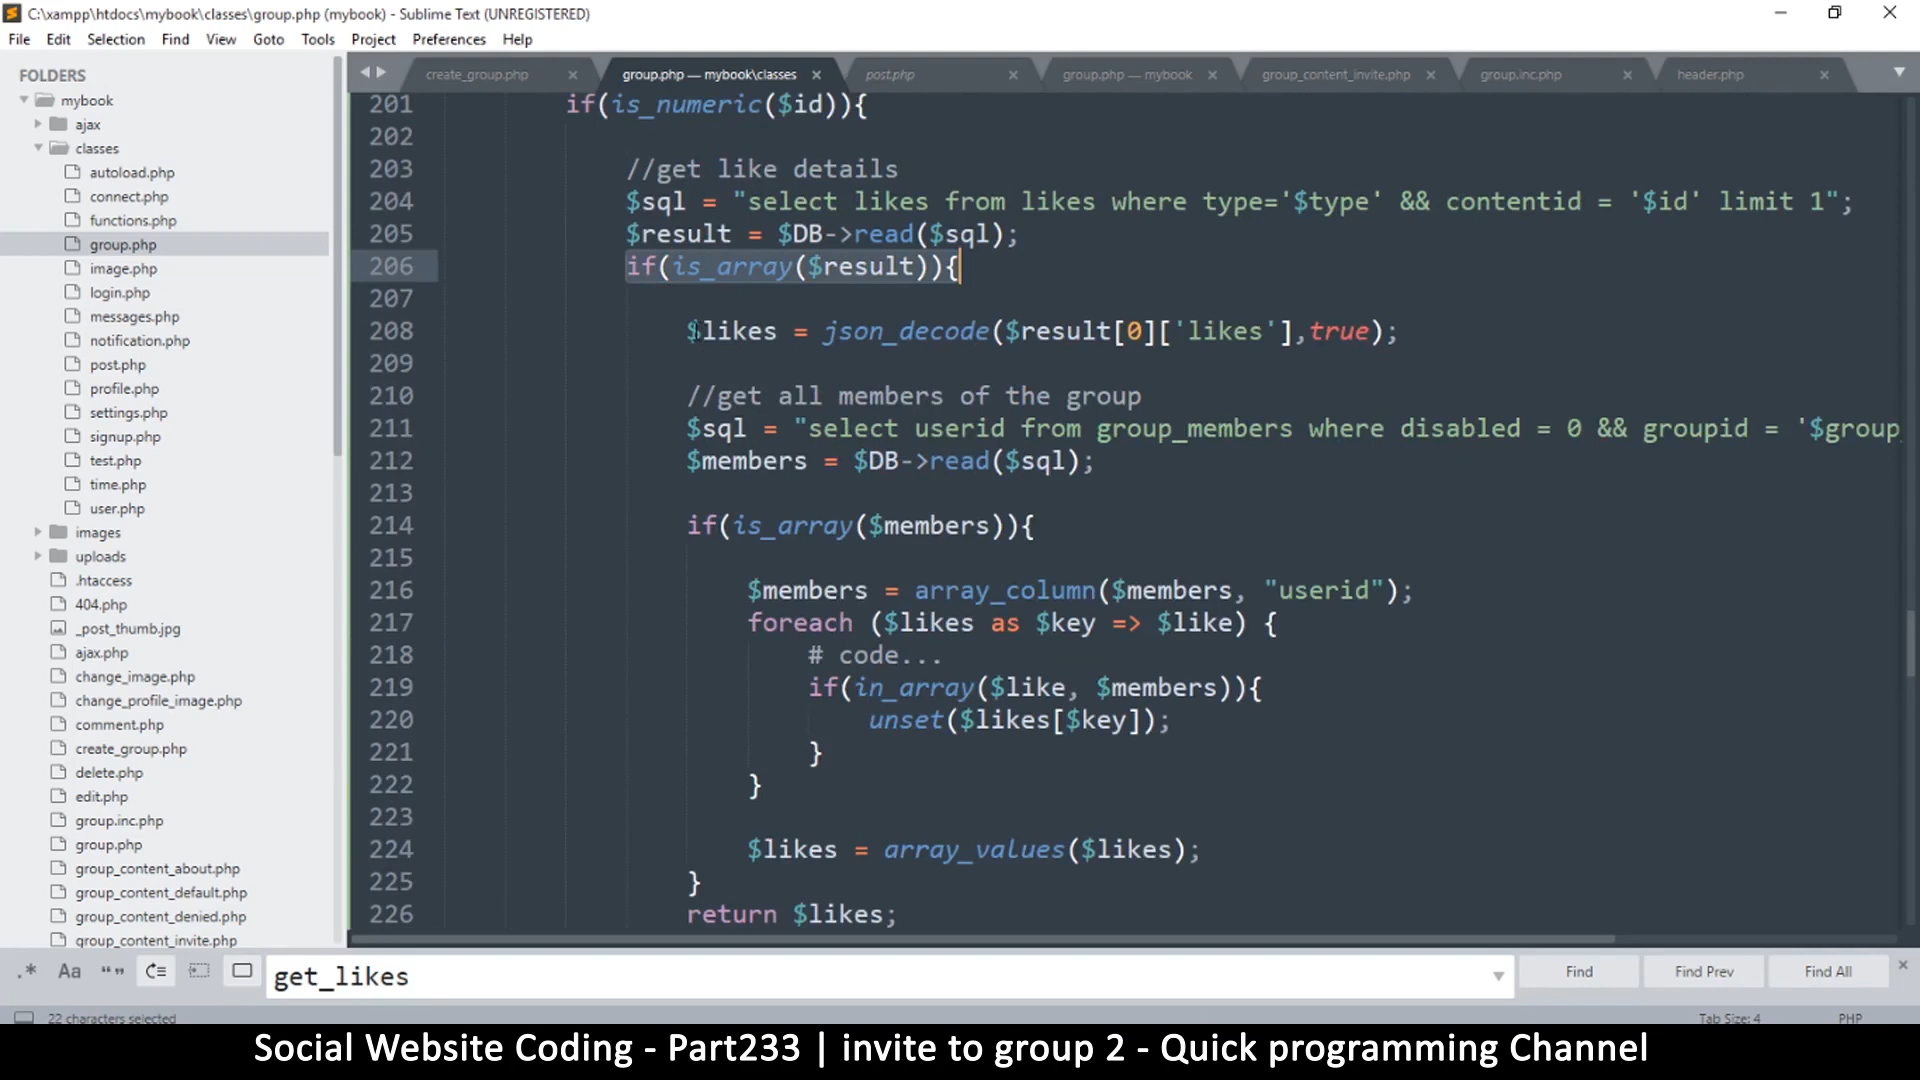 C:\xampp\htdocs\mybook\classes\group.php (mybook) - Sublime Text (UNREGISTERED)
File Edit Selection Find View Goto Tools Project Preferences Help
FOLDERS
mybook
ajax
classes
autoload.php
connect.php
functions.php
group.php
image.php
login.php
messages.php
notification.php
post.php
profile.php
settings.php
signup.php
test.php
time.php
user.php
images
uploads
.htaccess
404.php
_post_thumb.jpg
ajax.php
change_image.php
change_profile_image.php
comment.php
create_group.php
delete.php
edit.php
group.inc.php
group.php
group_content_about.php
group_content_default.php
group_content_denied.php
group_content_invite.php
create_group.php group.php — mybook\classes post.php group.php — mybook group_content_invite.php group.inc.php header.php
201 if(is_numeric($id)){
202
203 //get like details
204 $sql = "select likes from likes where type='$type' && contentid = '$id' limit 1";
205 $result = $DB->read($sql);
206 if(is_array($result)){
207
208 $likes = json_decode($result[0]['likes'],true);
209
210 //get all members of the group
211 $sql = "select userid from group_members where disabled = 0 && groupid = '$group_
212 $members = $DB->read($sql);
213
214 if(is_array($members)){
215
216 $members = array_column($members, "userid");
217 foreach ($likes as $key => $like) {
218 # code...
219 if(in_array($like, $members)){
220 unset($likes[$key]);
221 }
222 }
223
224 $likes = array_values($likes);
225 }
226 return $likes;
.* Aa “” get_likes Find Find Prev Find All
22 characters selected Tab Size: 4 PHP
Social Website Coding - Part233 | invite to group 2 - Quick programming Channel